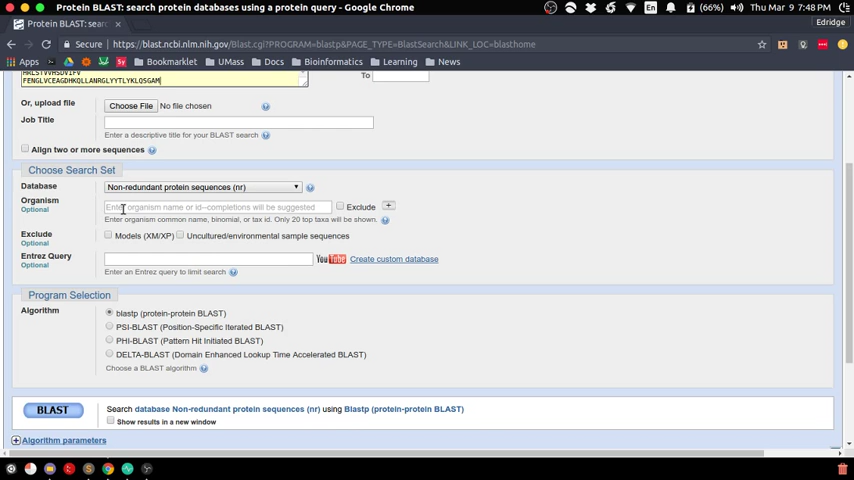 Protein BLAST: search protein databases using a protein query - Google Chrome
En (66%) Thu Mar 9 7:48 PM
Protein BLAST: searc ×
Edridge
Secure https://blast.ncbi.nlm.nih.gov/Blast.cgi?PROGRAM=blastp&PAGE_TYPE=BlastSearch&LINK_LOC=blasthome
Apps Bookmarklet UMass Docs Bioinformatics Learning Power BI News
FENGLVCEAGDHKQLLANRGLYYTLYKLQSGAM
To
Or, upload file Choose File No file chosen
Job Title
Enter a descriptive title for your BLAST search
Align two or more sequences
Choose Search Set
Database Non-redundant protein sequences (nr)
Organism Enter organism name or id--completions will be suggested Exclude +
Optional
Enter organism common name, binomial, or tax id. Only 20 top taxa will be shown.
Exclude Models (XM/XP) Uncultured/environmental sample sequences
Optional
Entrez Query YouTube Create custom database
Optional
Enter an Entrez query to limit search
Program Selection
Algorithm blastp (protein-protein BLAST)
PSI-BLAST (Position-Specific Iterated BLAST)
PHI-BLAST (Pattern Hit Initiated BLAST)
DELTA-BLAST (Domain Enhanced Lookup Time Accelerated BLAST)
Choose a BLAST algorithm
BLAST Search database Non-redundant protein sequences (nr) using Blastp (protein-protein BLAST)
Show results in a new window
Algorithm parameters